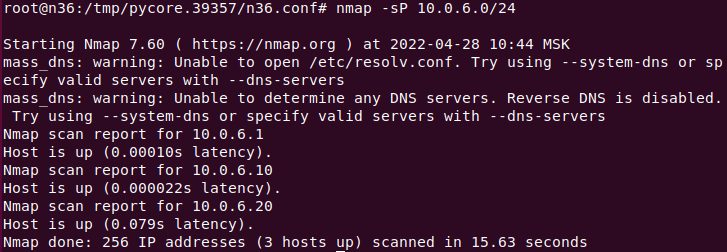 root@n36:/tmp/pycore.39357/n36.conf# nmap -sP 10.0.6.0/24
Starting Nmap 7.60 ( https://nmap.org ) at 2022-04-28 10:44 MSK
mass_dns: warning: Unable to open /etc/resolv.conf. Try using --system-dns or sp
ecify valid servers with --dns-servers
mass_dns: warning: Unable to determine any DNS servers. Reverse DNS is disabled.
 Try using --system-dns or specify valid servers with --dns-servers
Nmap scan report for 10.0.6.1
Host is up (0.00010s latency).
Nmap scan report for 10.0.6.10
Host is up (0.000022s latency).
Nmap scan report for 10.0.6.20
Host is up (0.079s latency).
Nmap done: 256 IP addresses (3 hosts up) scanned in 15.63 seconds